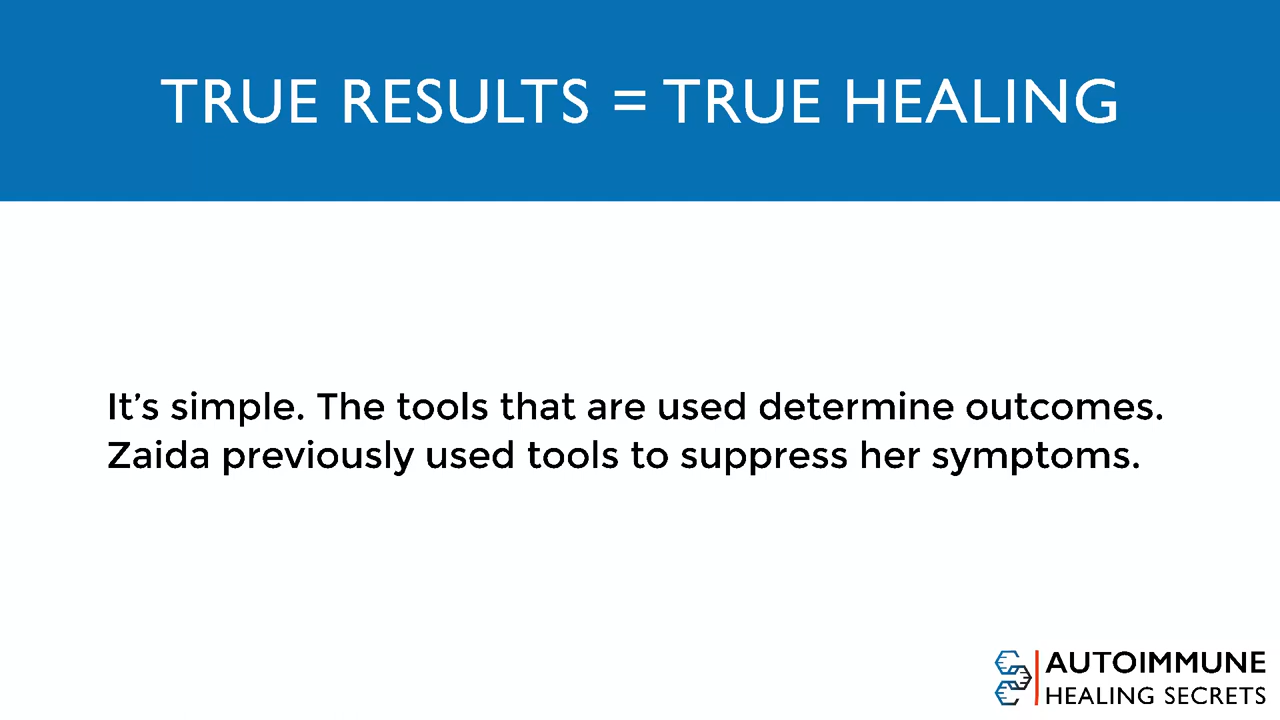 TRUE RESULTS = TRUE HEALING
It’s simple. The tools that are used determine outcomes.
Zaida previously used tools to suppress her symptoms.
AUTOIMMUNE
HEALING SECRETS